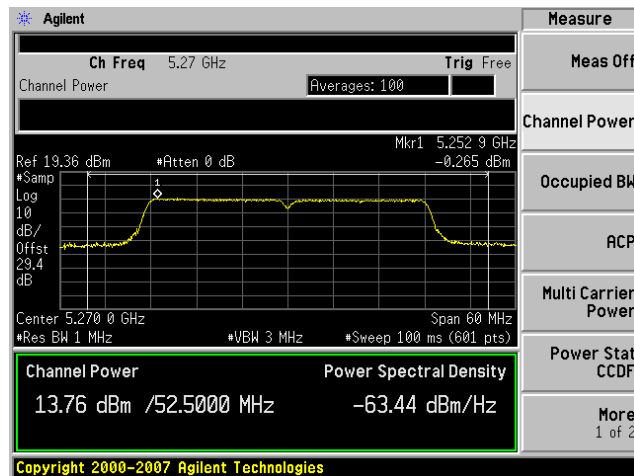 Agilent
Measure
Ch Freq 5.27 GHz Trig Free
Channel Power Averages: 100
Meas Off
Channel Power
Mkr1 5.252 9 GHz
Ref 19.36 dBm #Atten 0 dB -0.265 dBm
#Samp
Log
10
dB/
Offst
29.4
dB
1
Occupied BW
ACP
Multi Carrier
Power
Center 5.270 0 GHz Span 60 MHz
#Res BW 1 MHz #VBW 3 MHz #Sweep 100 ms (601 pts)
Channel Power Power Spectral Density
13.76 dBm /52.5000 MHz -63.44 dBm/Hz
Power Stat
CCDF
More
1 of 2
Copyright 2000-2007 Agilent Technologies